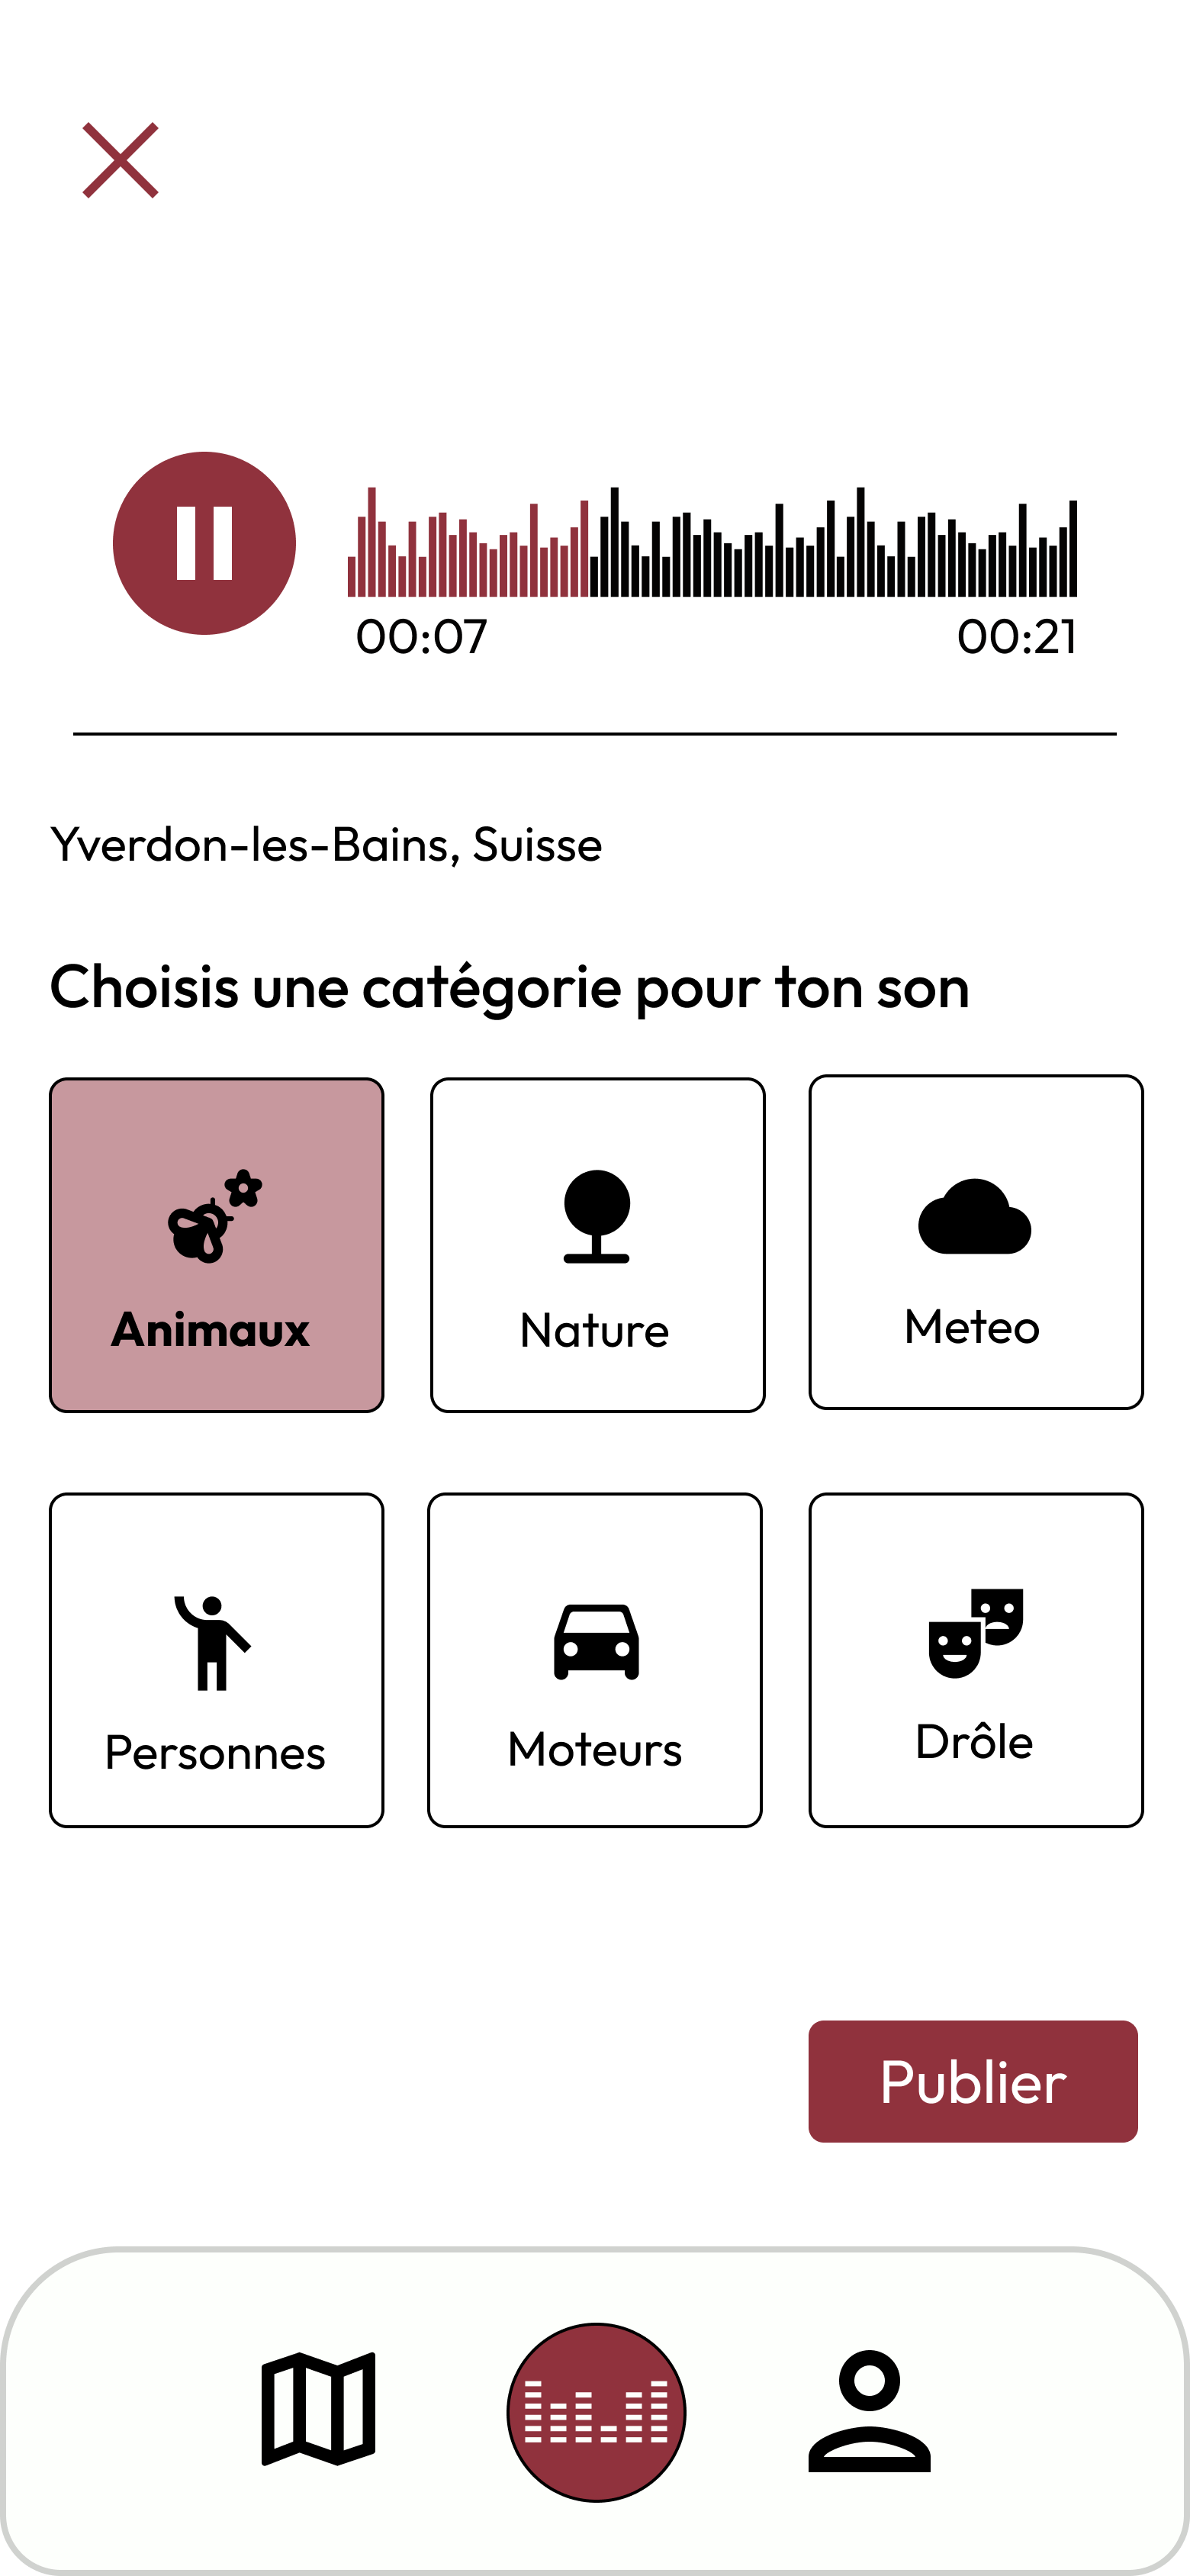 00:07 00:21
Yverdon-les-Bains, Suisse
Choisis une catégorie pour ton son
Animaux Nature Meteo
Personnes Moteurs Drôle
Publier